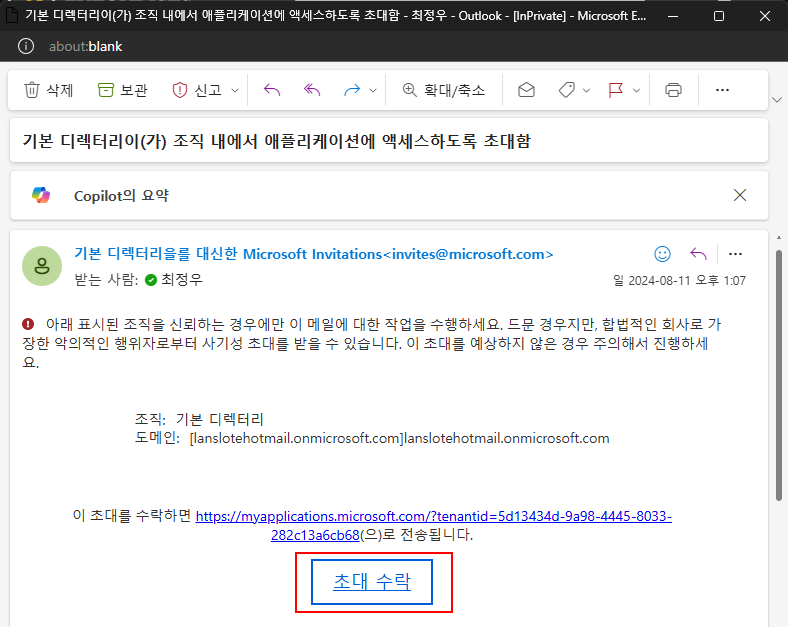 기본 디렉터리이(가) 조직 내에서 애플리케이션에 액세스하도록 초대함 - 최정우 - Outlook - [InPrivate] - Microsoft E...
about:blank
삭제 보관 신고 확대/축소
기본 디렉터리이(가) 조직 내에서 애플리케이션에 액세스하도록 초대함
Copilot의 요약
기본 디렉터리을를 대신한 Microsoft Invitations<invites@microsoft.com>
받는 사람: 최정우
일 2024-08-11 오후 1:07
아래 표시된 조직을 신뢰하는 경우에만 이 메일에 대한 작업을 수행하세요. 드문 경우지만, 합법적인 회사로 가
장한 악의적인 행위자로부터 사기성 초대를 받을 수 있습니다. 이 초대를 예상하지 않은 경우 주의해서 진행하세
요.
조직: 기본 디렉터리
도메인: [lanslotehotmail.onmicrosoft.com]lanslotehotmail.onmicrosoft.com
이 초대를 수락하면 https://myapplications.microsoft.com/?tenantid=5d13434d-9a98-4445-8033-
282c13a6cb68(으)로 전송됩니다.
초대 수락